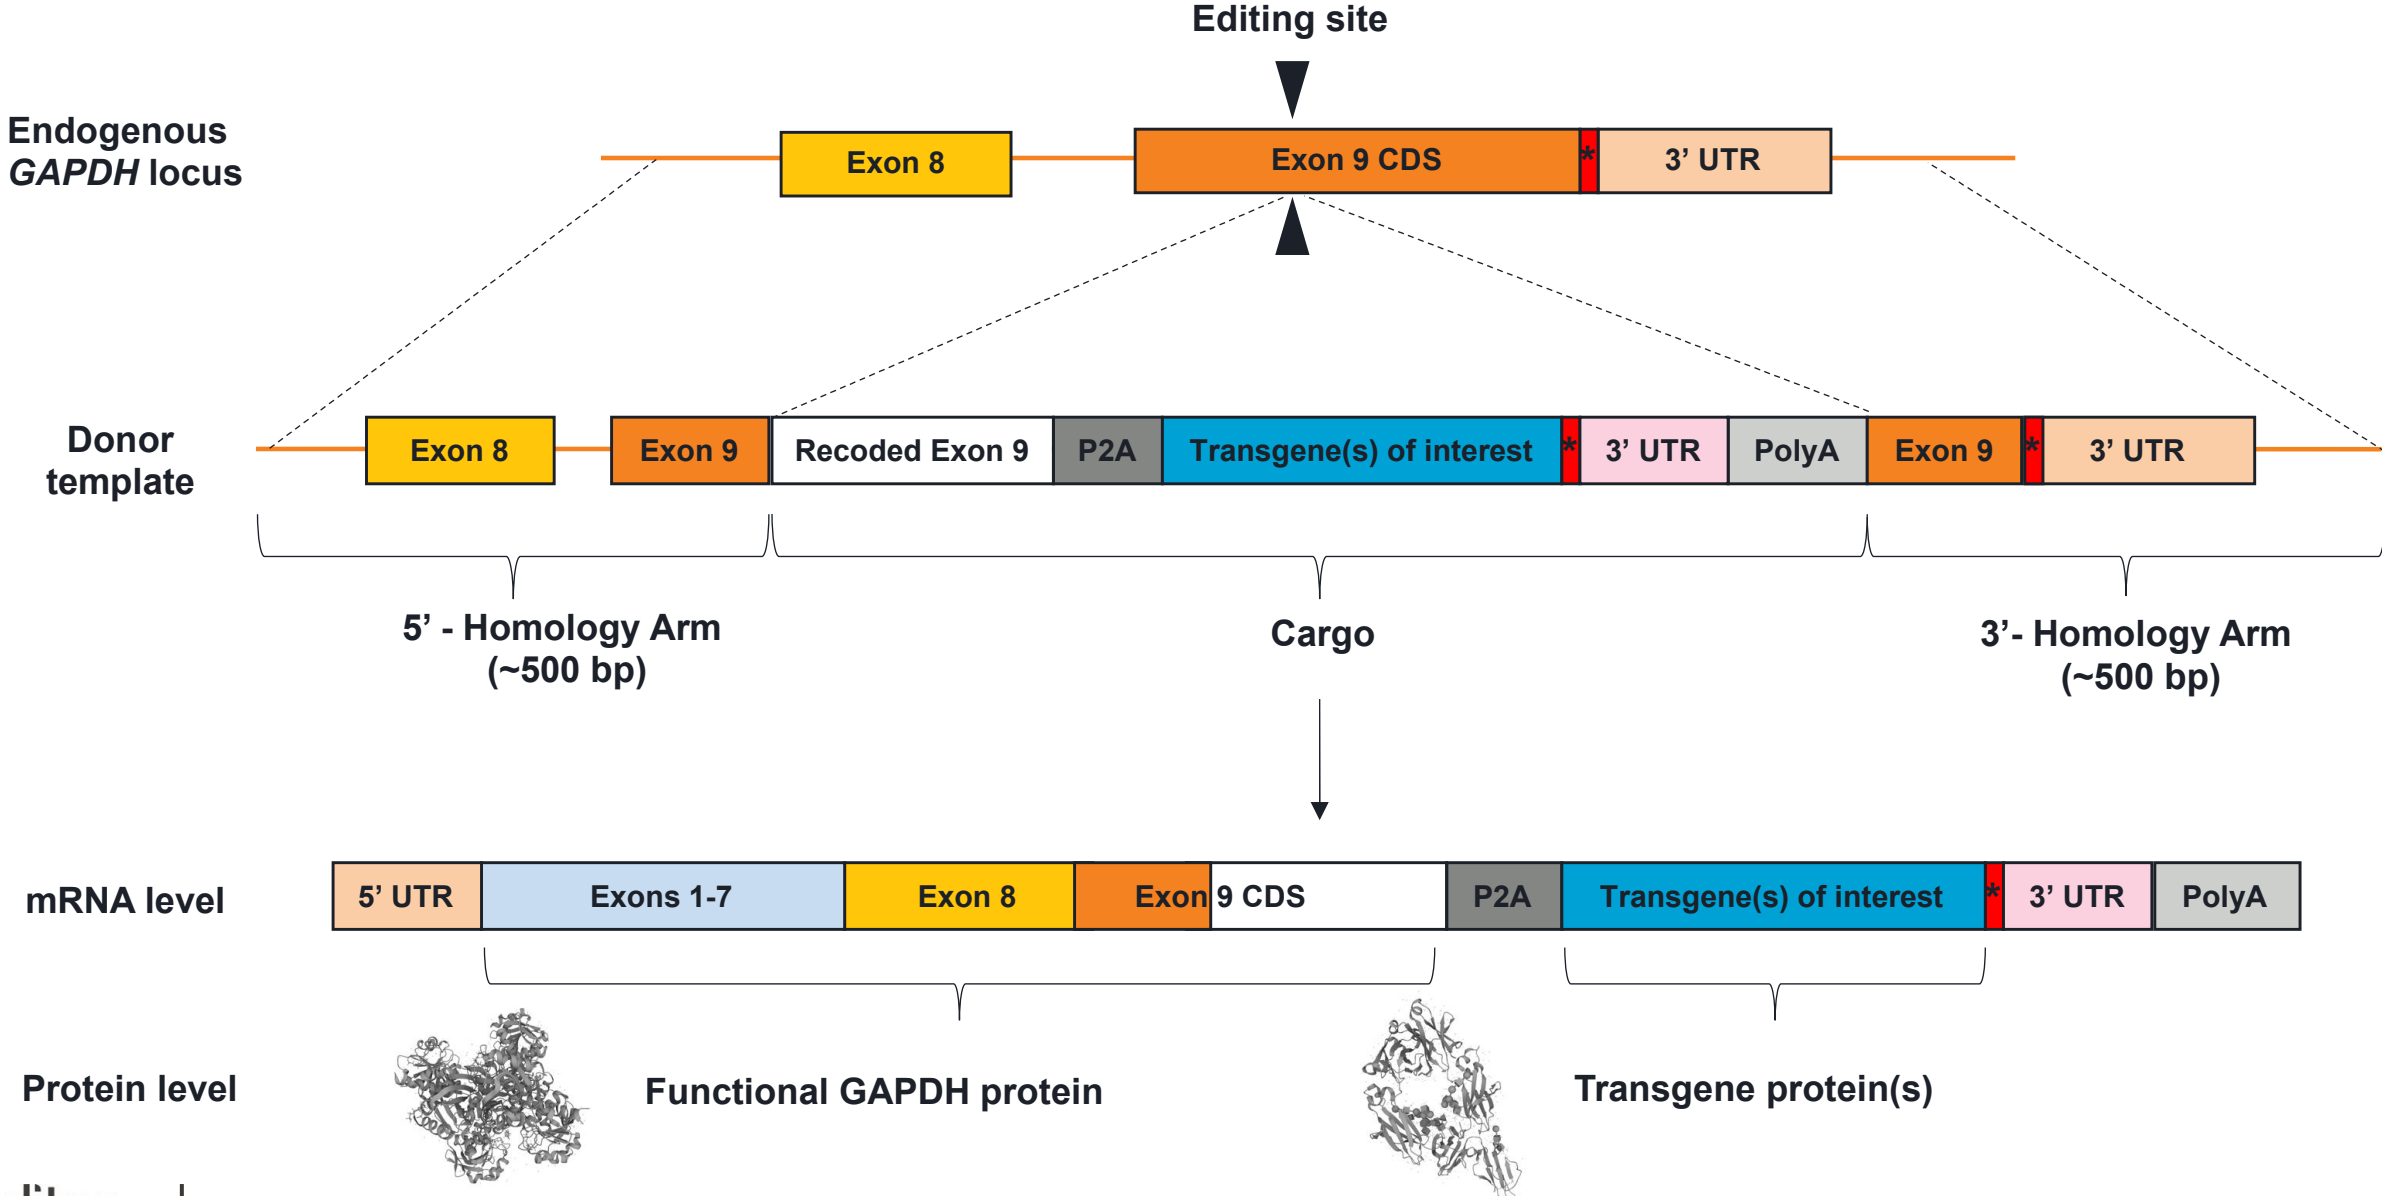 Editing site
Endogenous
GAPDH locus
Exon 8
Exon 9 CDS
*
3’ UTR
Donor
template
Exon 8
Exon 9
Recoded Exon 9
P2A
Transgene(s) of interest
*
3’ UTR
PolyA
Exon 9
*
3’ UTR
5’ - Homology Arm
(~500 bp)
Cargo
3’- Homology Arm
(~500 bp)
mRNA level
5’ UTR
Exons 1-7
Exon 8
Exon 9 CDS
P2A
Transgene(s) of interest
*
3’ UTR
PolyA
Protein level
Functional GAPDH protein
Transgene protein(s)